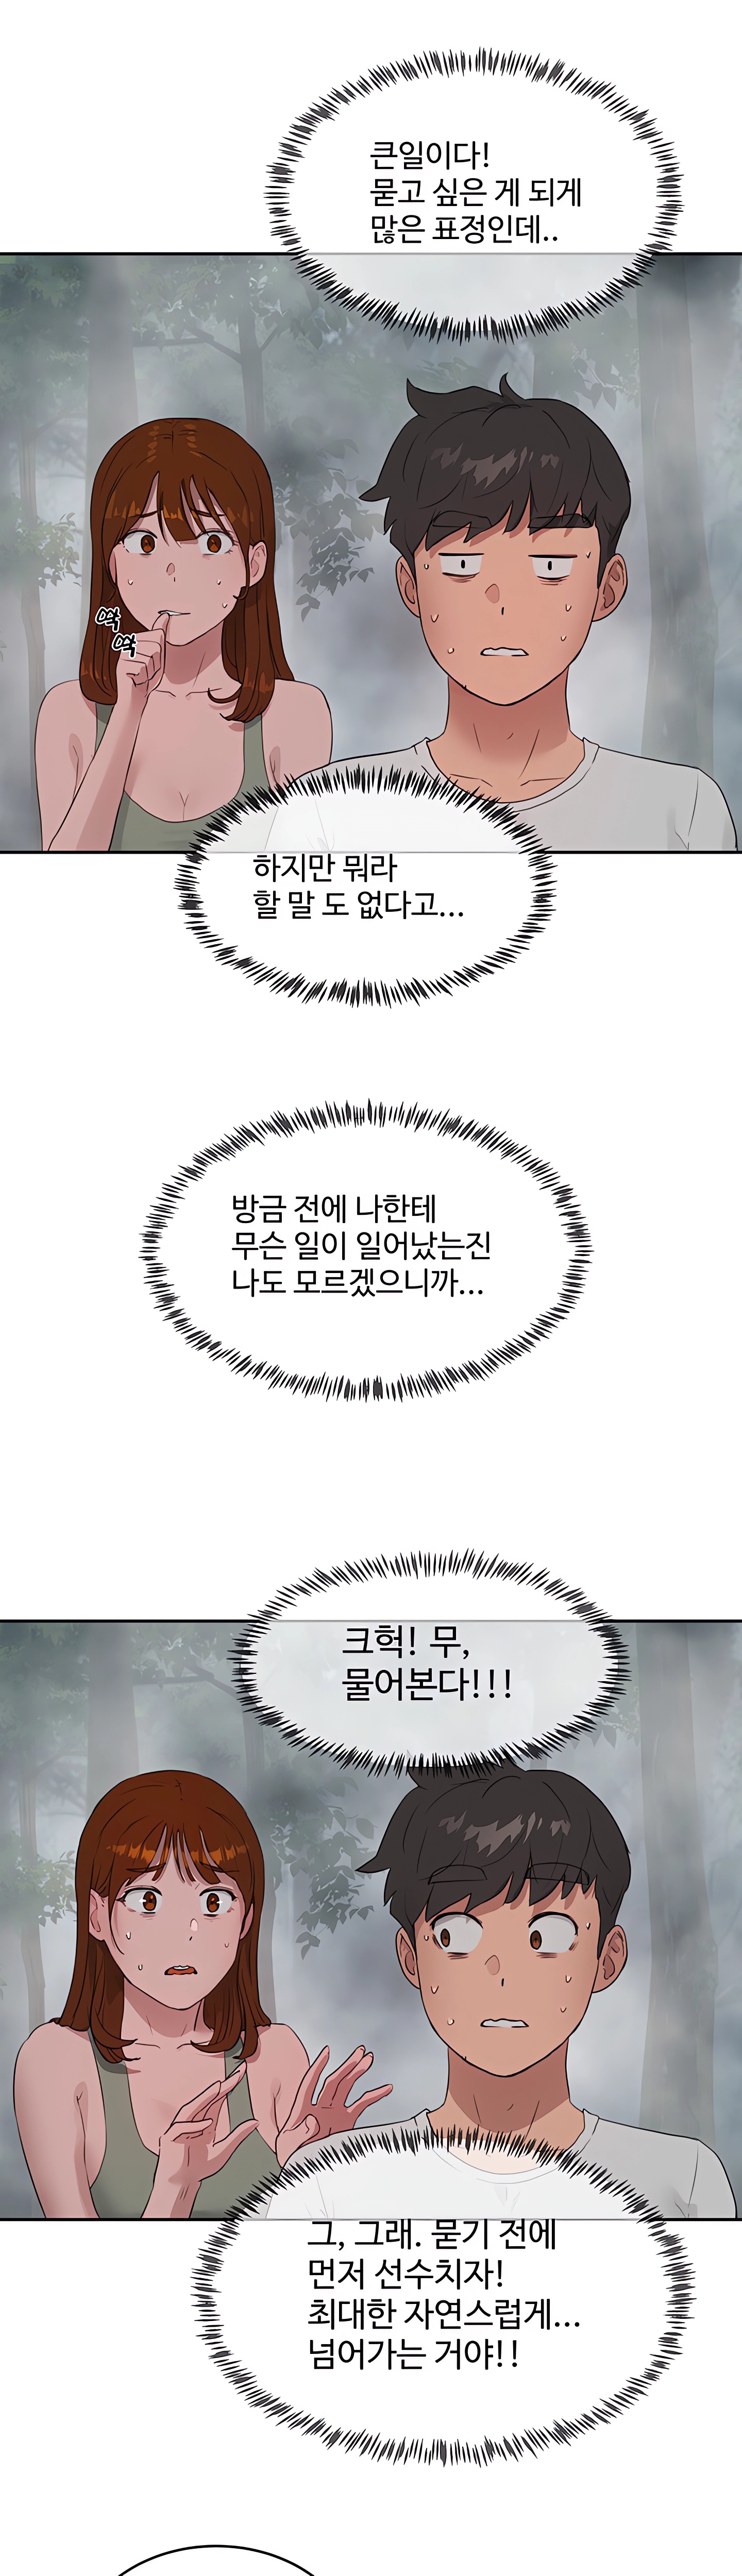 큰일이다!
묻고 싶은 게 되게
많은 표정인데..
하지만 뭐라
할 말 도 없다고...
방금 전에 나한테
무슨 일이 일어났는진
나도 모르겠으니까...
크헉! 무,
물어본다!!!
그, 그래. 묻기 전에
먼저 선수치자!
최대한 자연스럽게...
넘어가는 거야!!